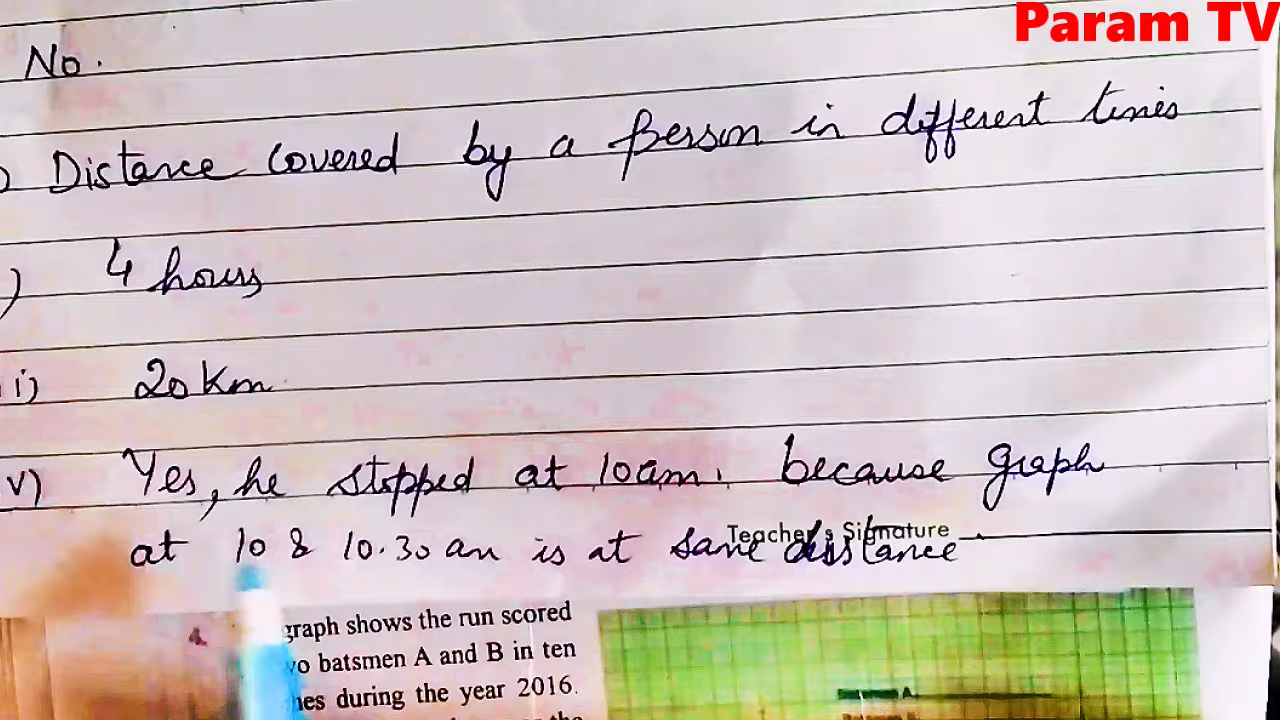 Param TV
No.
) Distance covered by a person in different times
) 4 hours
i) 20 Km
v) Yes, he stopped at 10am. because graph
at 10 & 10.30 am is at same distance
Teacher's Signature
graph shows the run scored
vo batsmen A and B in ten
hes during the year 2016.